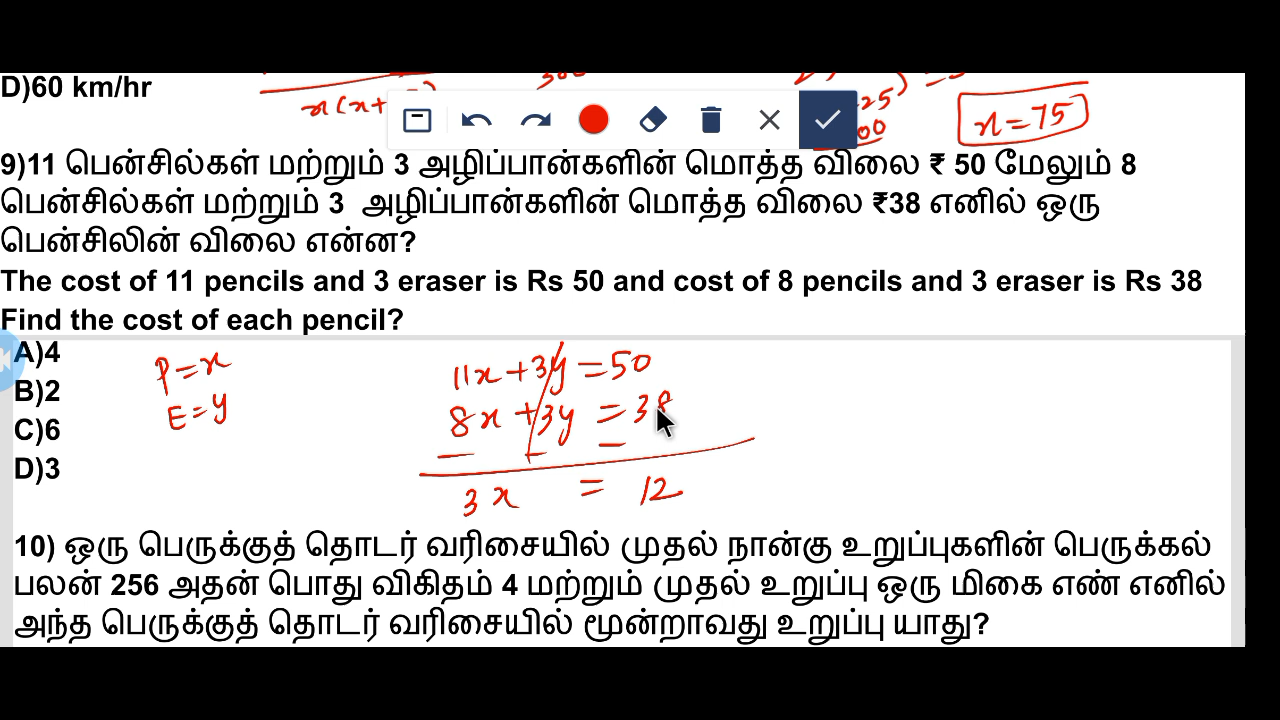 D)60 km/hr
x=75
9)11 பென்சில்கள் மற்றும் 3 அழிப்பான்களின் மொத்த விலை ₹ 50 மேலும் 8
பென்சில்கள் மற்றும் 3 அழிப்பான்களின் மொத்த விலை ₹38 எனில் ஒரு
பென்சிலின் விலை என்ன?
The cost of 11 pencils and 3 eraser is Rs 50 and cost of 8 pencils and 3 eraser is Rs 38
Find the cost of each pencil?
A)4
B)2
C)6
D)3
P=x
E=y
11x+3y=50
8x+3y=38
3x = 12
10) ஒரு பெருக்குத் தொடர் வரிசையில் முதல் நான்கு உறுப்புகளின் பெருக்கல்
பலன் 256 அதன் பொது விகிதம் 4 மற்றும் முதல் உறுப்பு ஒரு மிகை எண் எனில்
அந்த பெருக்குத் தொடர் வரிசையில் மூன்றாவது உறுப்பு யாது?